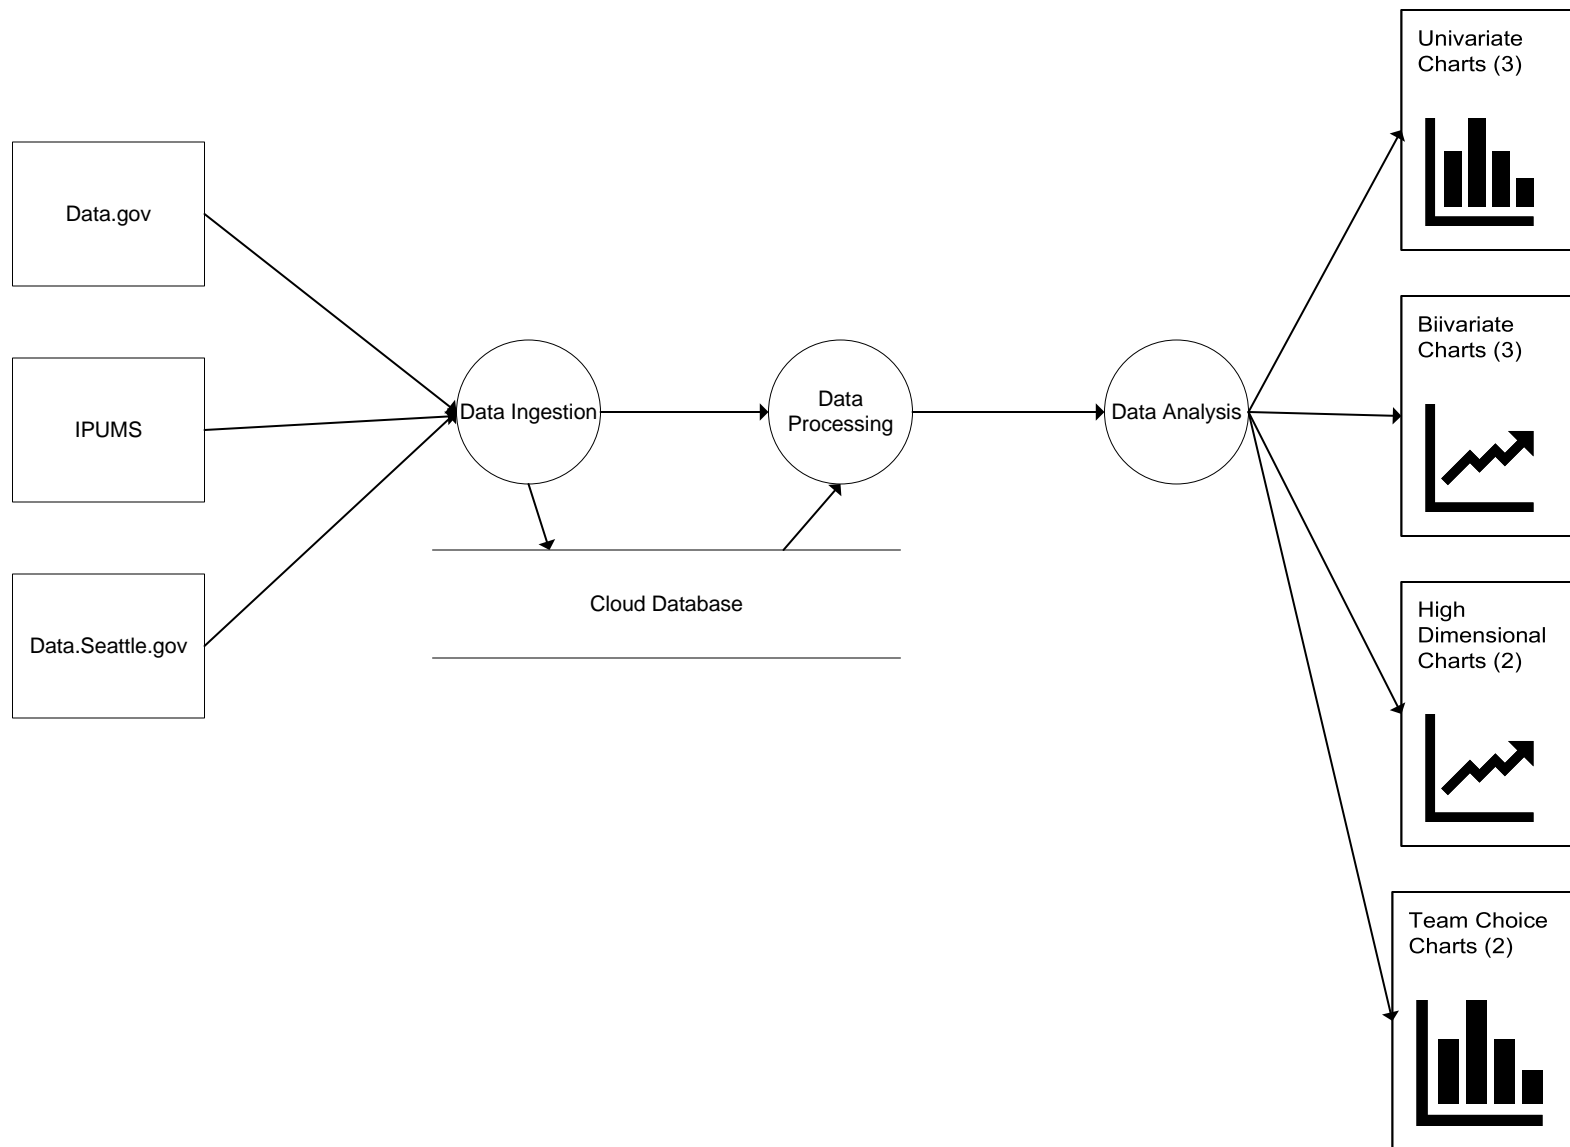 Univariate
Charts (3)
Data.gov
Biivariate
Charts (3)
IPUMS
Data Ingestion
Data
Processing
Data Analysis
Cloud Database
High
Dimensional
Charts (2)
Data.Seattle.gov
Team Choice
Charts (2)